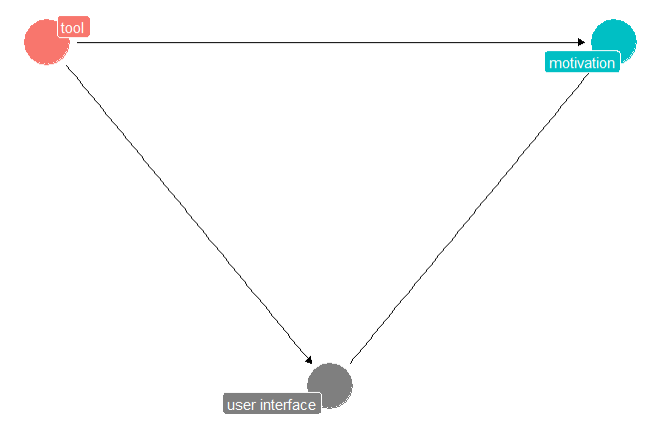 tool
motivation
user interface